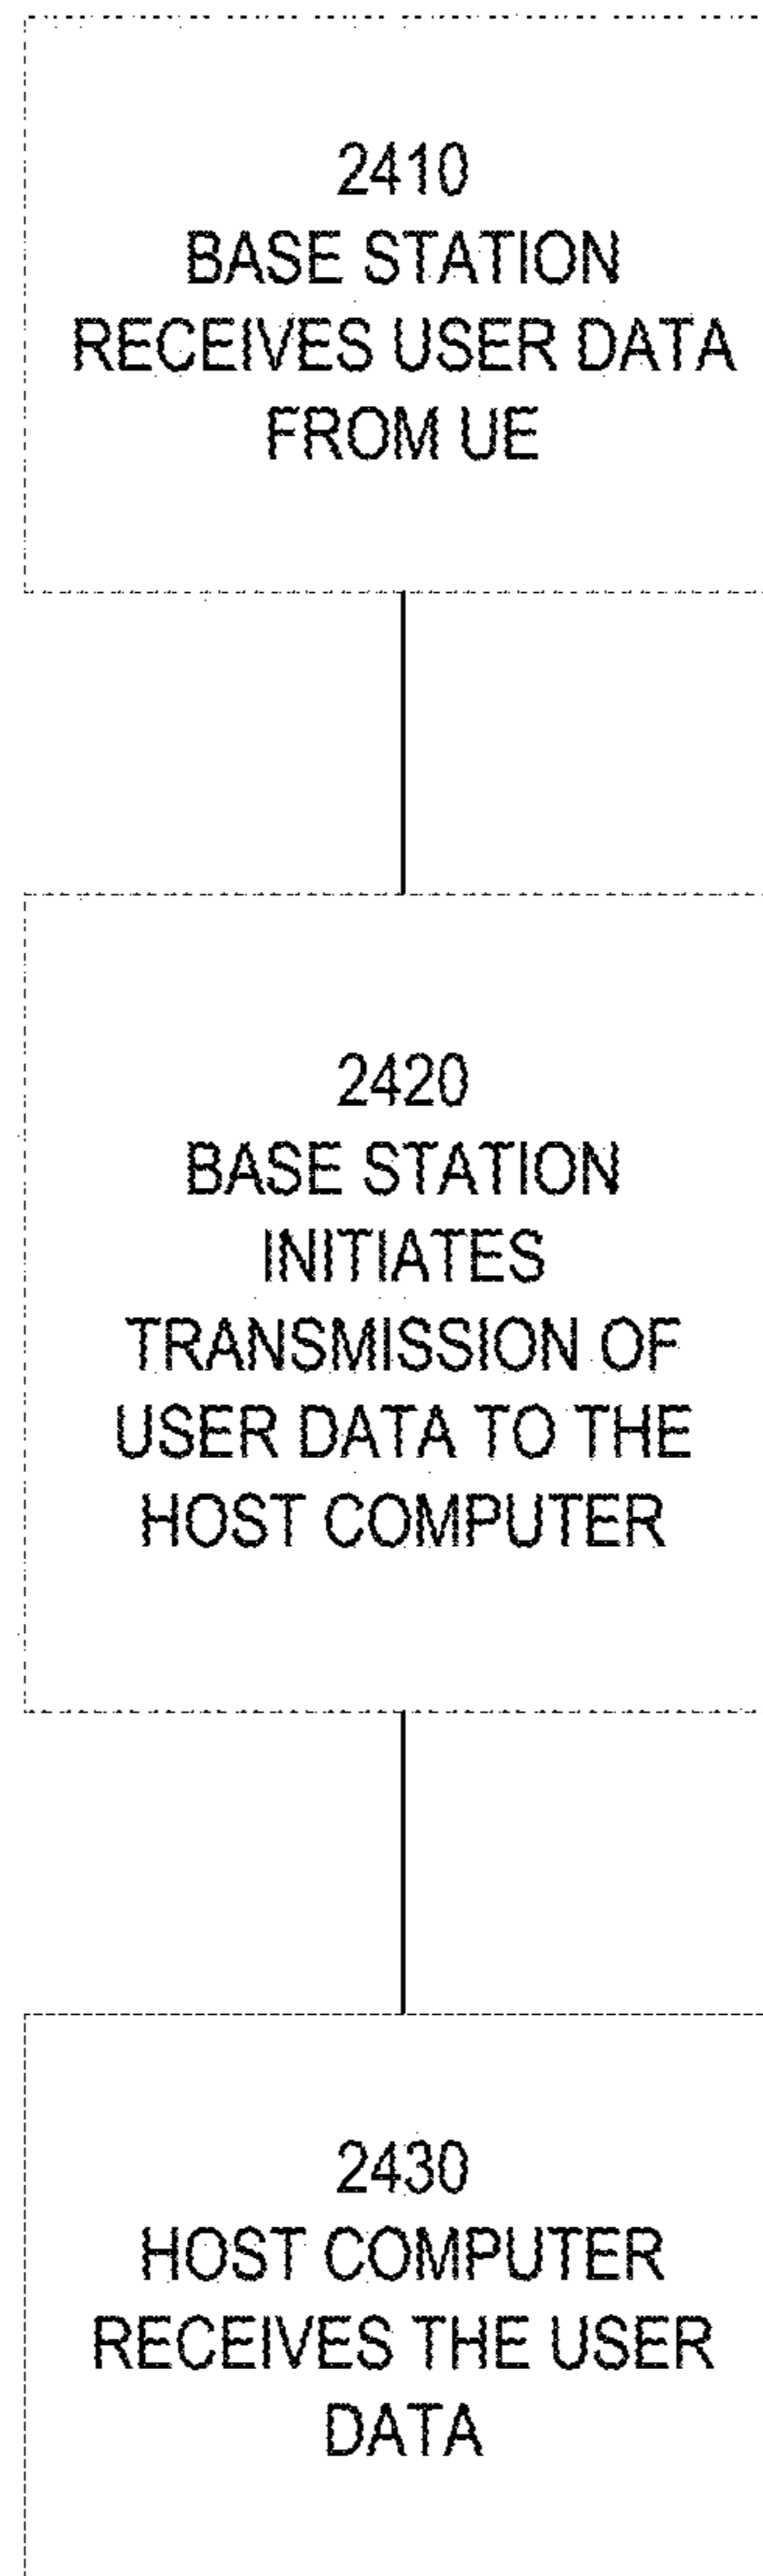 2410
BASE STATION
RECEIVES USER DATA
FROM UE
2420
BASE STATION
INITIATES
TRANSMISSION OF
USER DATA TO THE
HOST COMPUTER
2430
HOST COMPUTER
RECEIVES THE USER
DATA